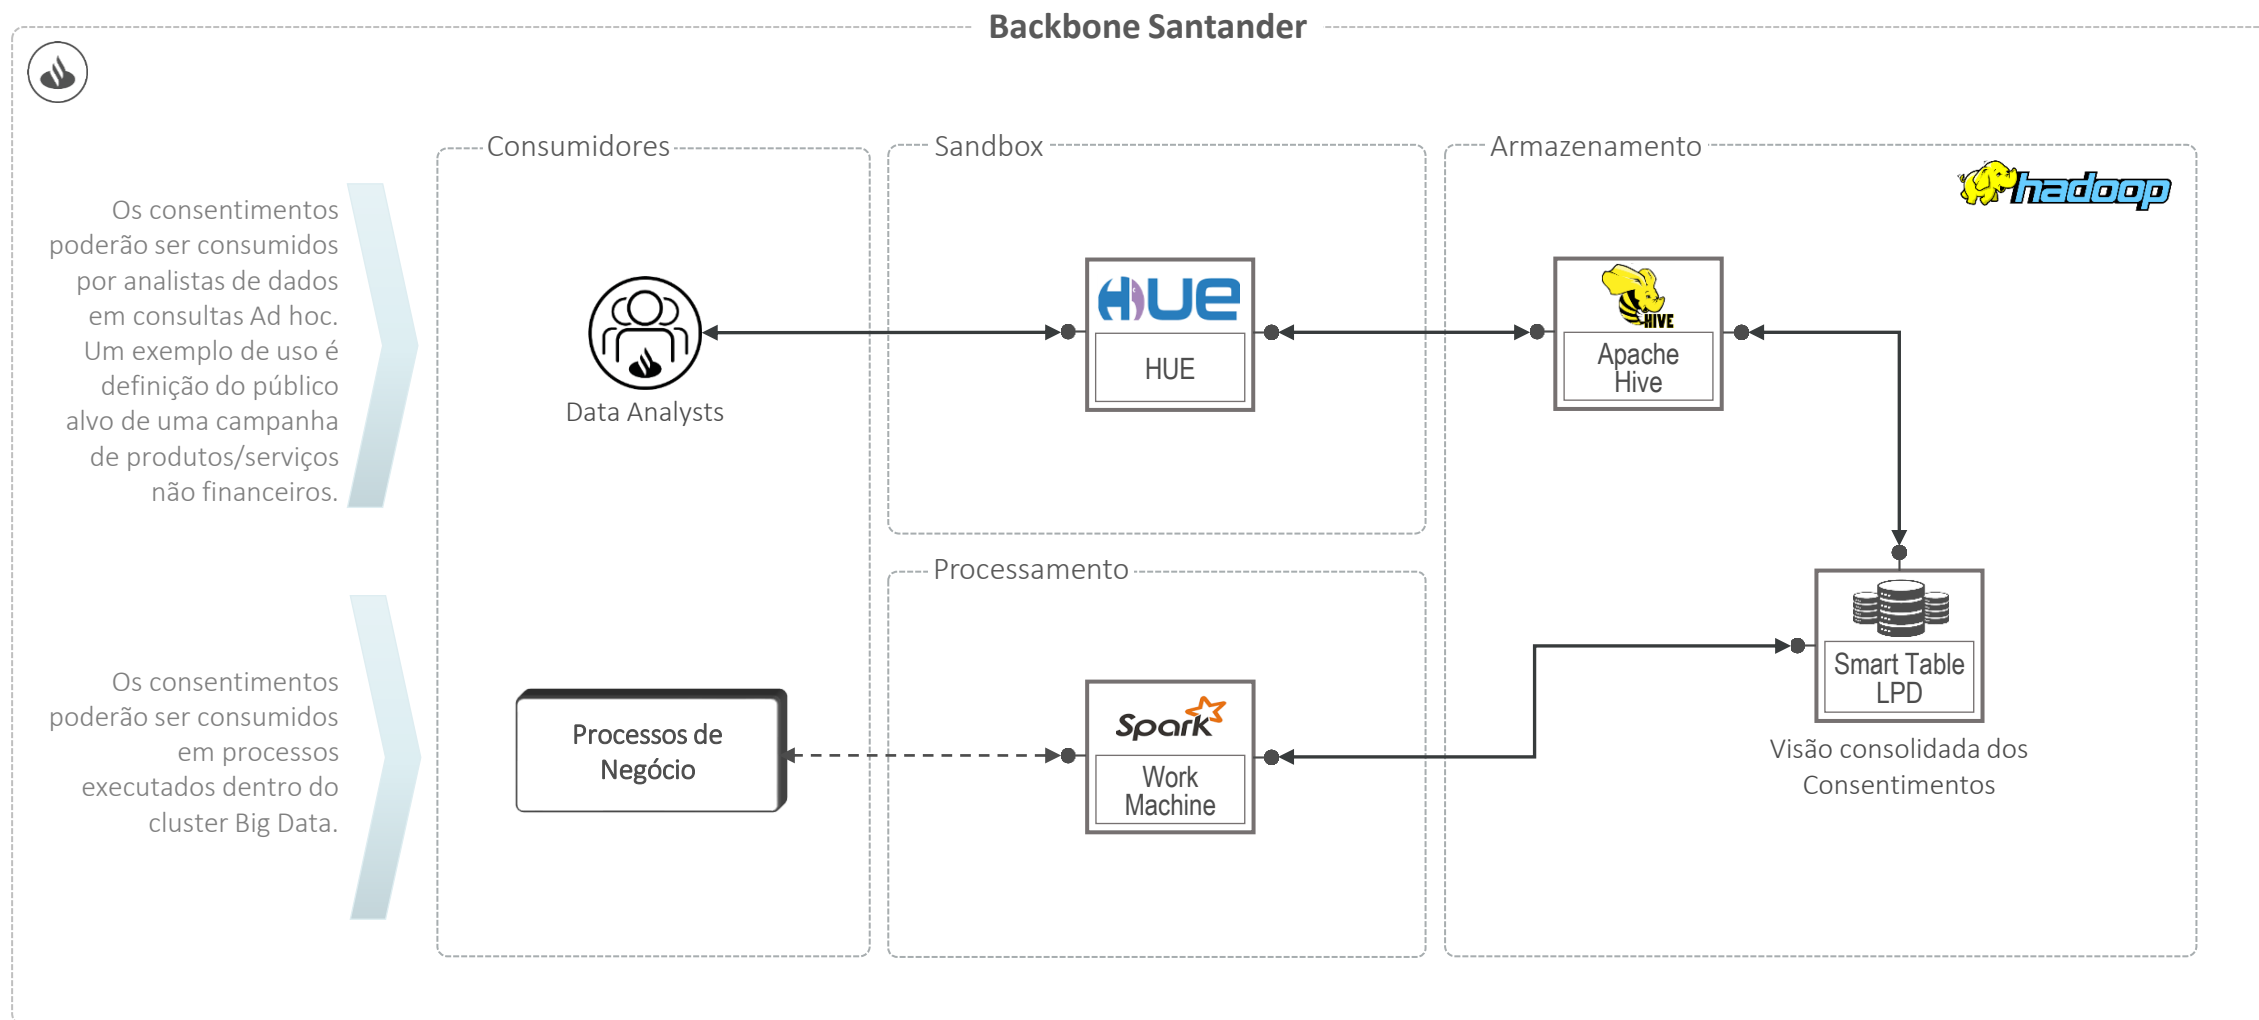 Backbone Santander
Consumidores
Sandbox
Armazenamento
hadoop
Os consentimentos
poderão ser consumidos
por analistas de dados
em consultas Ad hoc.
Um exemplo de uso é
definição do público
alvo de uma campanha
de produtos/serviços
não financeiros.
Data Analysts
HUE
HUE
HIVE
Apache
Hive
Processamento
Os consentimentos
poderão ser consumidos
em processos
executados dentro do
cluster Big Data.
Processos de
Negócio
Spark
Work
Machine
Smart Table
LPD
Visão consolidada dos
Consentimentos